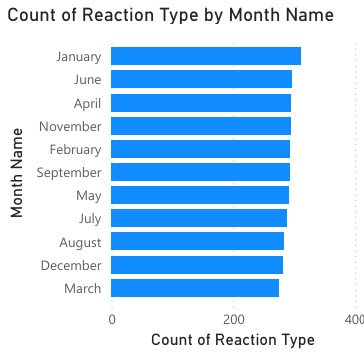 Count of Reaction Type by Month Name
Month Name
January
June
April
November
February
September
May
July
August
December
March
0 200 400
Count of Reaction Type